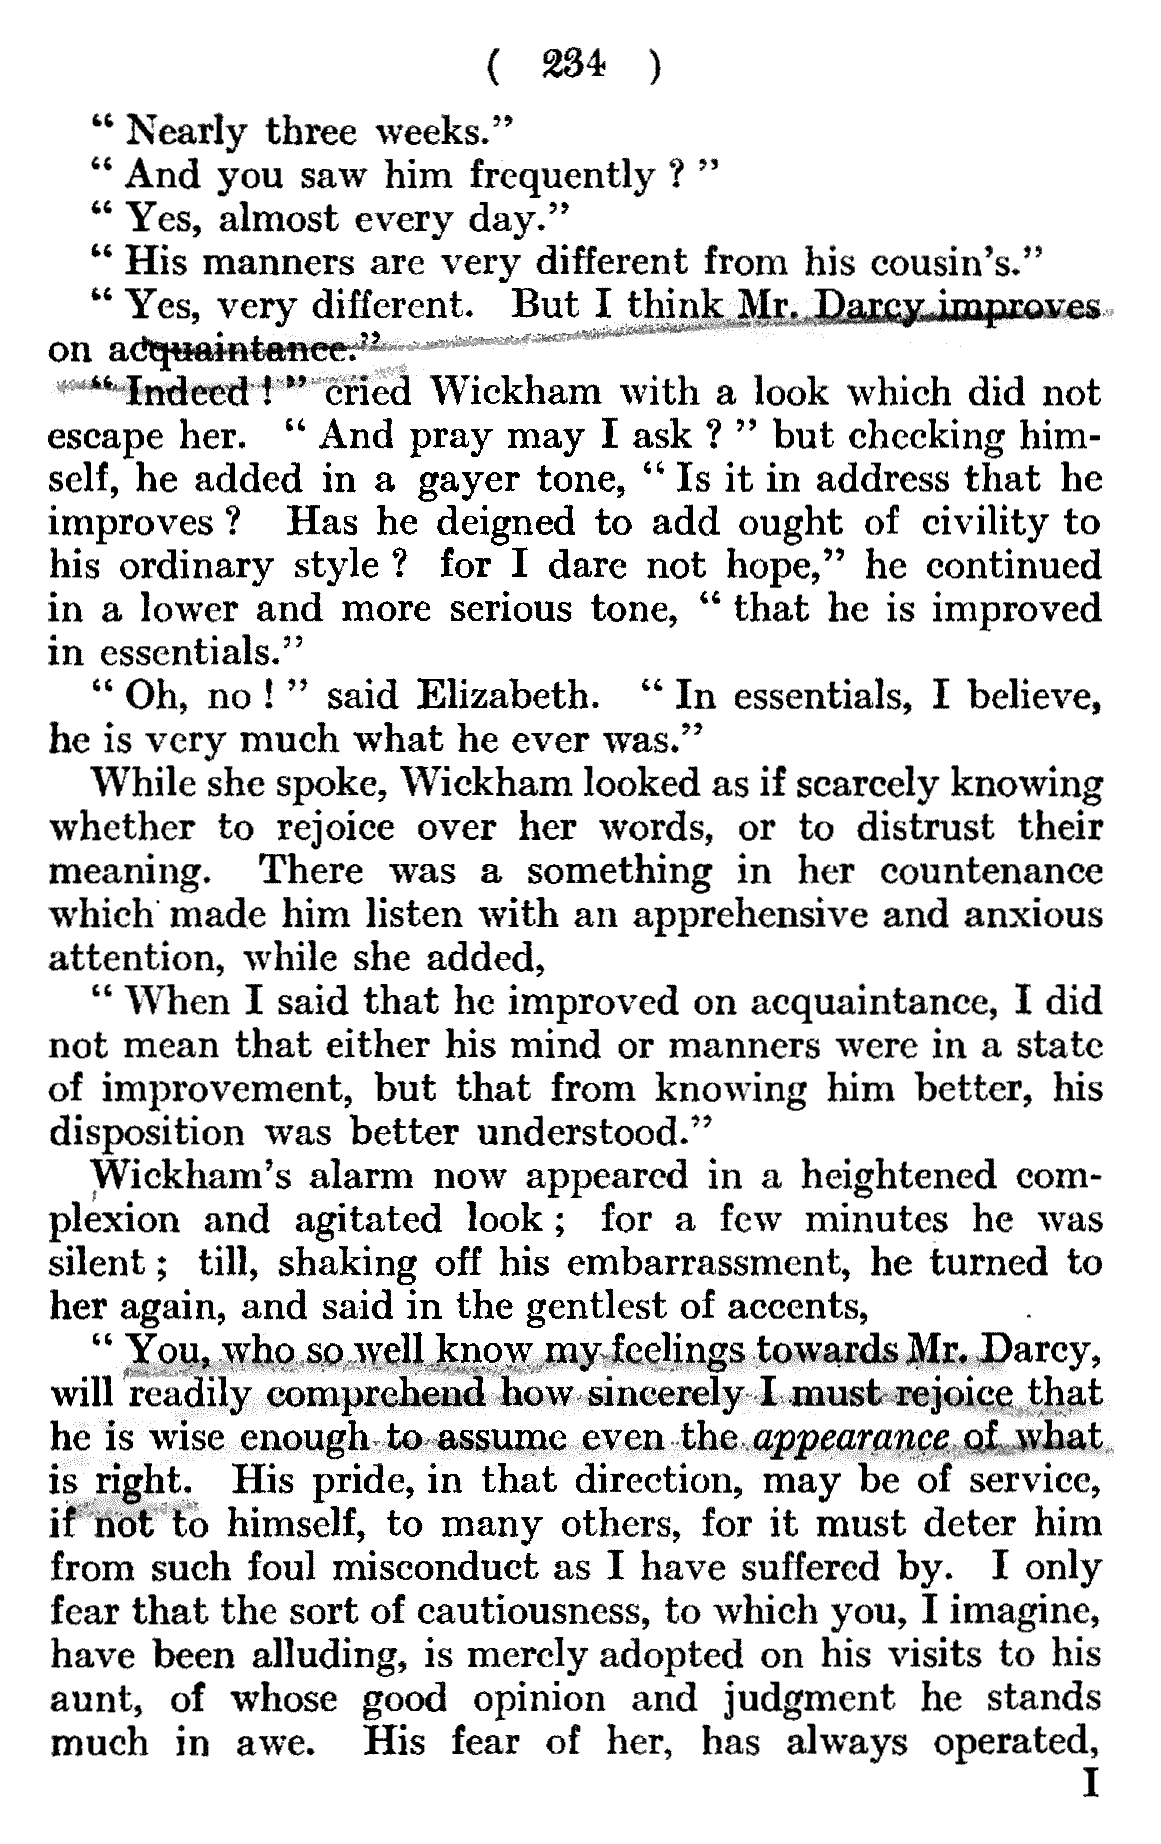 ( 234 )
“ Nearly three weeks.”
“ And you saw him frequently ? ”
“ Yes, almost every day.”
“ His manners are very different from his cousin’s.”
“ Yes, very different. But I think Mr. Darcy improves
on acquaintance.”
“ Indeed ! ” cried Wickham with a look which did not
escape her. “ And pray may I ask ? ” but checking him-
self, he added in a gayer tone, “ Is it in address that he
improves ? Has he deigned to add ought of civility to
his ordinary style ? for I dare not hope,” he continued
in a lower and more serious tone, “ that he is improved
in essentials.”
“ Oh, no ! ” said Elizabeth. “ In essentials, I believe,
he is very much what he ever was.”
While she spoke, Wickham looked as if scarcely knowing
whether to rejoice over her words, or to distrust their
meaning. There was a something in her countenance
which made him listen with an apprehensive and anxious
attention, while she added,
“ When I said that he improved on acquaintance, I did
not mean that either his mind or manners were in a state
of improvement, but that from knowing him better, his
disposition was better understood.”
Wickham’s alarm now appeared in a heightened com-
plexion and agitated look ; for a few minutes he was
silent ; till, shaking off his embarrassment, he turned to
her again, and said in the gentlest of accents,
“ You, who so well know my feelings towards Mr. Darcy,
will readily comprehend how sincerely I must rejoice that
he is wise enough to assume even the appearance of what
is right. His pride, in that direction, may be of service,
if not to himself, to many others, for it must deter him
from such foul misconduct as I have suffered by. I only
fear that the sort of cautiousness, to which you, I imagine,
have been alluding, is merely adopted on his visits to his
aunt, of whose good opinion and judgment he stands
much in awe. His fear of her, has always operated,
I